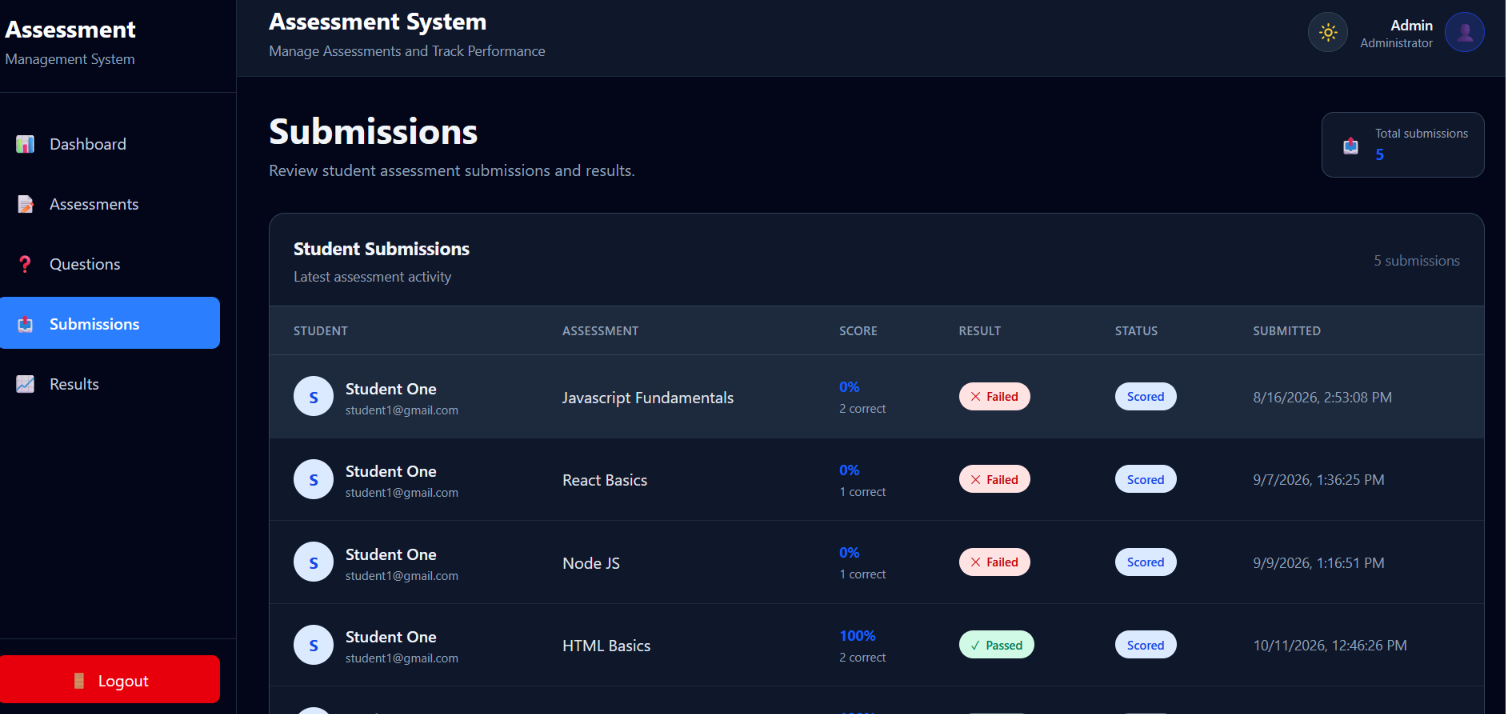 Assessment
Management System
Dashboard
Assessments
Questions
Submissions
Results
Logout
Assessment System
Manage Assessments and Track Performance
Admin
Administrator
Submissions
Review student assessment submissions and results.
Total submissions
5
Student Submissions
Latest assessment activity
5 submissions
STUDENT ASSESSMENT SCORE RESULT STATUS SUBMITTED
S Student One Javascript Fundamentals 0% Failed Scored 8/16/2026, 2:53:08 PM
student1@gmail.com 2 correct
S Student One React Basics 0% Failed Scored 9/7/2026, 1:36:25 PM
student1@gmail.com 1 correct
S Student One Node JS 0% Failed Scored 9/9/2026, 1:16:51 PM
student1@gmail.com 1 correct
S Student One HTML Basics 100% Passed Scored 10/11/2026, 12:46:26 PM
student1@gmail.com 2 correct